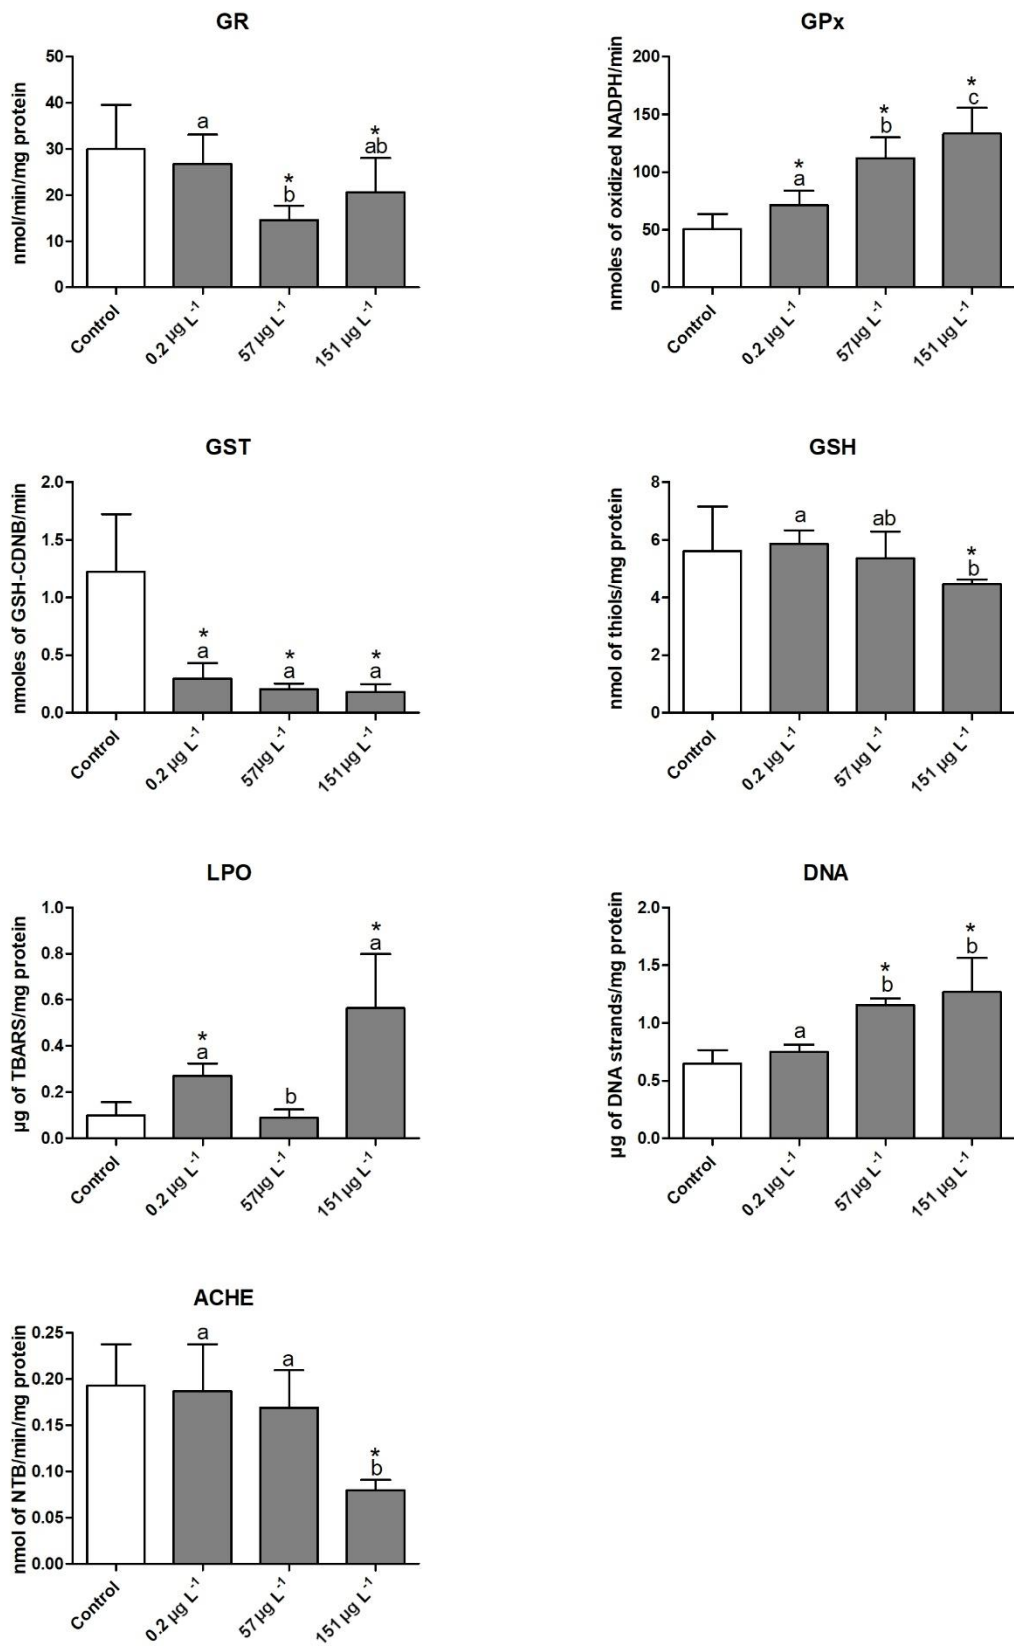 GR
nmol/min/mg protein
50
40
30
20
10
0
a
*
b
*
ab
Control
0.2 µg L-1
57µg L-1
151 µg L-1
GPx
nmoles of oxidized NADPH/min
200
150
100
50
0
*
a
*
b
*
c
Control
0.2 µg L-1
57µg L-1
151 µg L-1
GST
nmoles of GSH-CDNB/min
2.0
1.5
1.0
0.5
0.0
*
a
*
a
*
a
Control
0.2 µg L-1
57µg L-1
151 µg L-1
GSH
nmol of thiols/mg protein
8
6
4
2
0
a
ab
*
b
Control
0.2 µg L-1
57µg L-1
151 µg L-1
LPO
µg of TBARS/mg protein
1.0
0.8
0.6
0.4
0.2
0.0
*
a
b
*
a
Control
0.2 µg L-1
57µg L-1
151 µg L-1
DNA
µg of DNA strands/mg protein
2.0
1.5
1.0
0.5
0.0
a
*
b
*
b
Control
0.2 µg L-1
57µg L-1
151 µg L-1
ACHE
nmol of NTB/min/mg protein
0.25
0.20
0.15
0.10
0.05
0.00
a
a
*
b
Control
0.2 µg L-1
57µg L-1
151 µg L-1